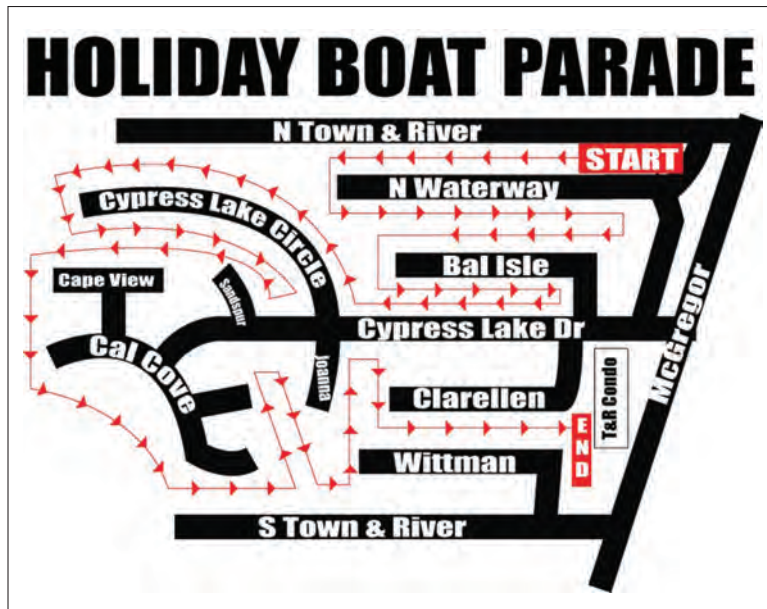 HOLIDAY BOAT PARADE
N Town & River
START
N Waterway
Cypress Lake Circle
Bal Isle
Cape View
Sandspur
Cypress Lake Dr
McGregor
Cal Cove
Joanna
T&R Condo
Clarellen
END
Wittman
S Town & River